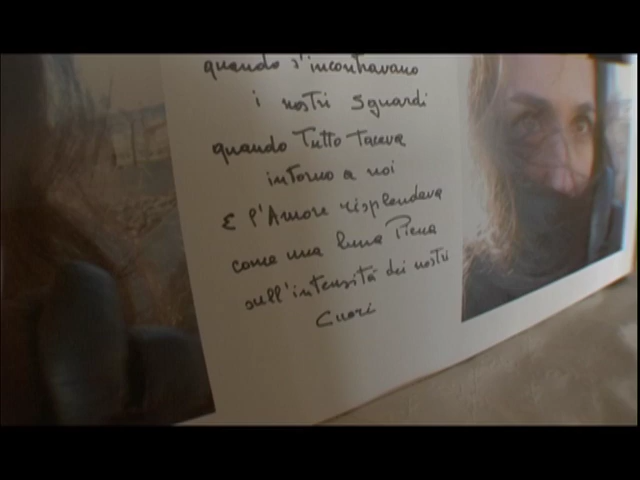 quando s'incontravano
i nostri sguardi
quando Tutto taceva
intorno a noi
E l'Amore risplendeva
come una luna Piena
sull'intensità dei nostri
Cuori